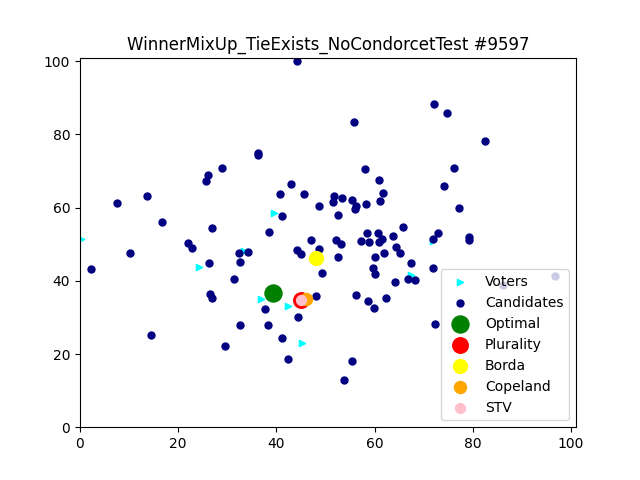 WinnerMixUp_TieExists_NoCondorcetTest #9597
100
80
60
40
20
0
0
20
40
60
80
100
Voters
Candidates
Optimal
Plurality
Borda
Copeland
STV